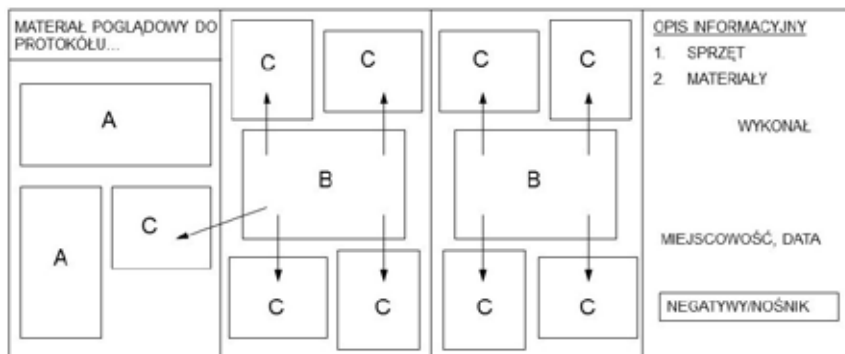 MATERIAŁ POGLĄDOWY DO
PROTOKÓŁU...
A
A
C
C
C
B
C
C
C
C
B
C
C
OPIS INFORMACYJNY
1. SPRZĘT
2. MATERIAŁY
WYKONAŁ
MIEJSCOWOŚĆ, DATA
NEGATYWY/NOŚNIK